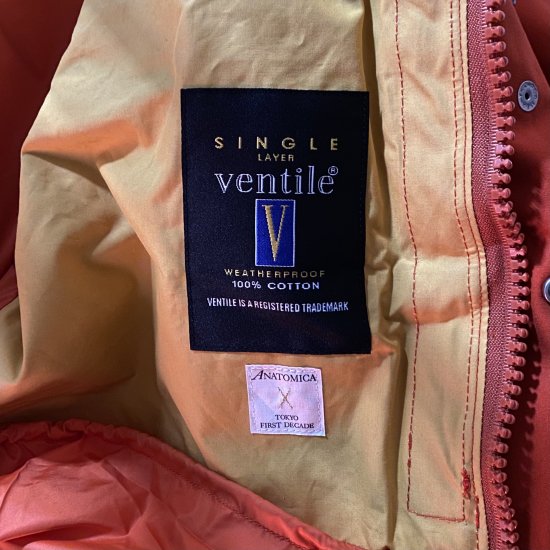 SINGLE
LAYER
ventile®
V
WEATHERPROOF
100% COTTON
VENTILE IS A REGISTERED TRADEMARK
ANATOMICA
X
TOKYO
FIRST DECADE